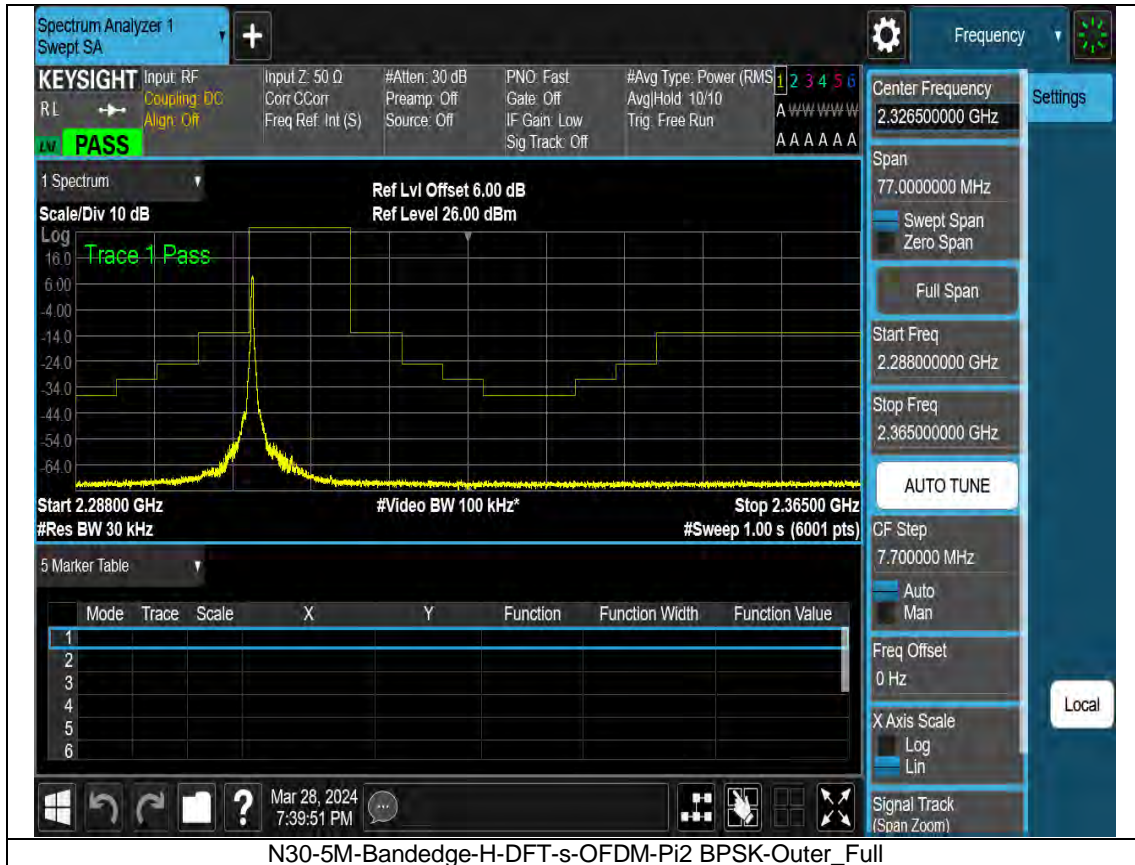 Spectrum Analyzer 1
Swept SA
Frequency
KEYSIGHT
RL
PASS
Input: RF
Coupling: DC
Align: Off
Input Z: 50 Ω
Corr CCorr
Freq Ref: Int (S)
#Atten: 30 dB
Preamp: Off
Source: Off
PNO: Fast
Gate: Off
IF Gain: Low
Sig Track: Off
#Avg Type: Power (RMS
Avg|Hold: 10/10
Trig: Free Run
1 2 3 4 5 6
A W W W W W
A A A A A A
1 Spectrum
Scale/Div 10 dB
Ref Lvl Offset 6.00 dB
Ref Level 26.00 dBm
Log
Trace 1 Pass
16.0
6.00
-4.00
-14.0
-24.0
-34.0
-44.0
-54.0
-64.0
Start 2.28800 GHz
#Video BW 100 kHz*
Stop 2.36500 GHz
#Res BW 30 kHz
#Sweep 1.00 s (6001 pts)
5 Marker Table
Mode Trace Scale X Y Function Function Width Function Value
1
2
3
4
5
6
Mar 28, 2024
7:39:51 PM
Center Frequency
2.326500000 GHz
Settings
Span
77.0000000 MHz
Swept Span
Zero Span
Full Span
Start Freq
2.288000000 GHz
Stop Freq
2.365000000 GHz
AUTO TUNE
CF Step
7.700000 MHz
Auto
Man
Freq Offset
0 Hz
X Axis Scale
Log
Lin
Local
Signal Track
(Span Zoom)
N30-5M-Bandedge-H-DFT-s-OFDM-Pi2 BPSK-Outer_Full